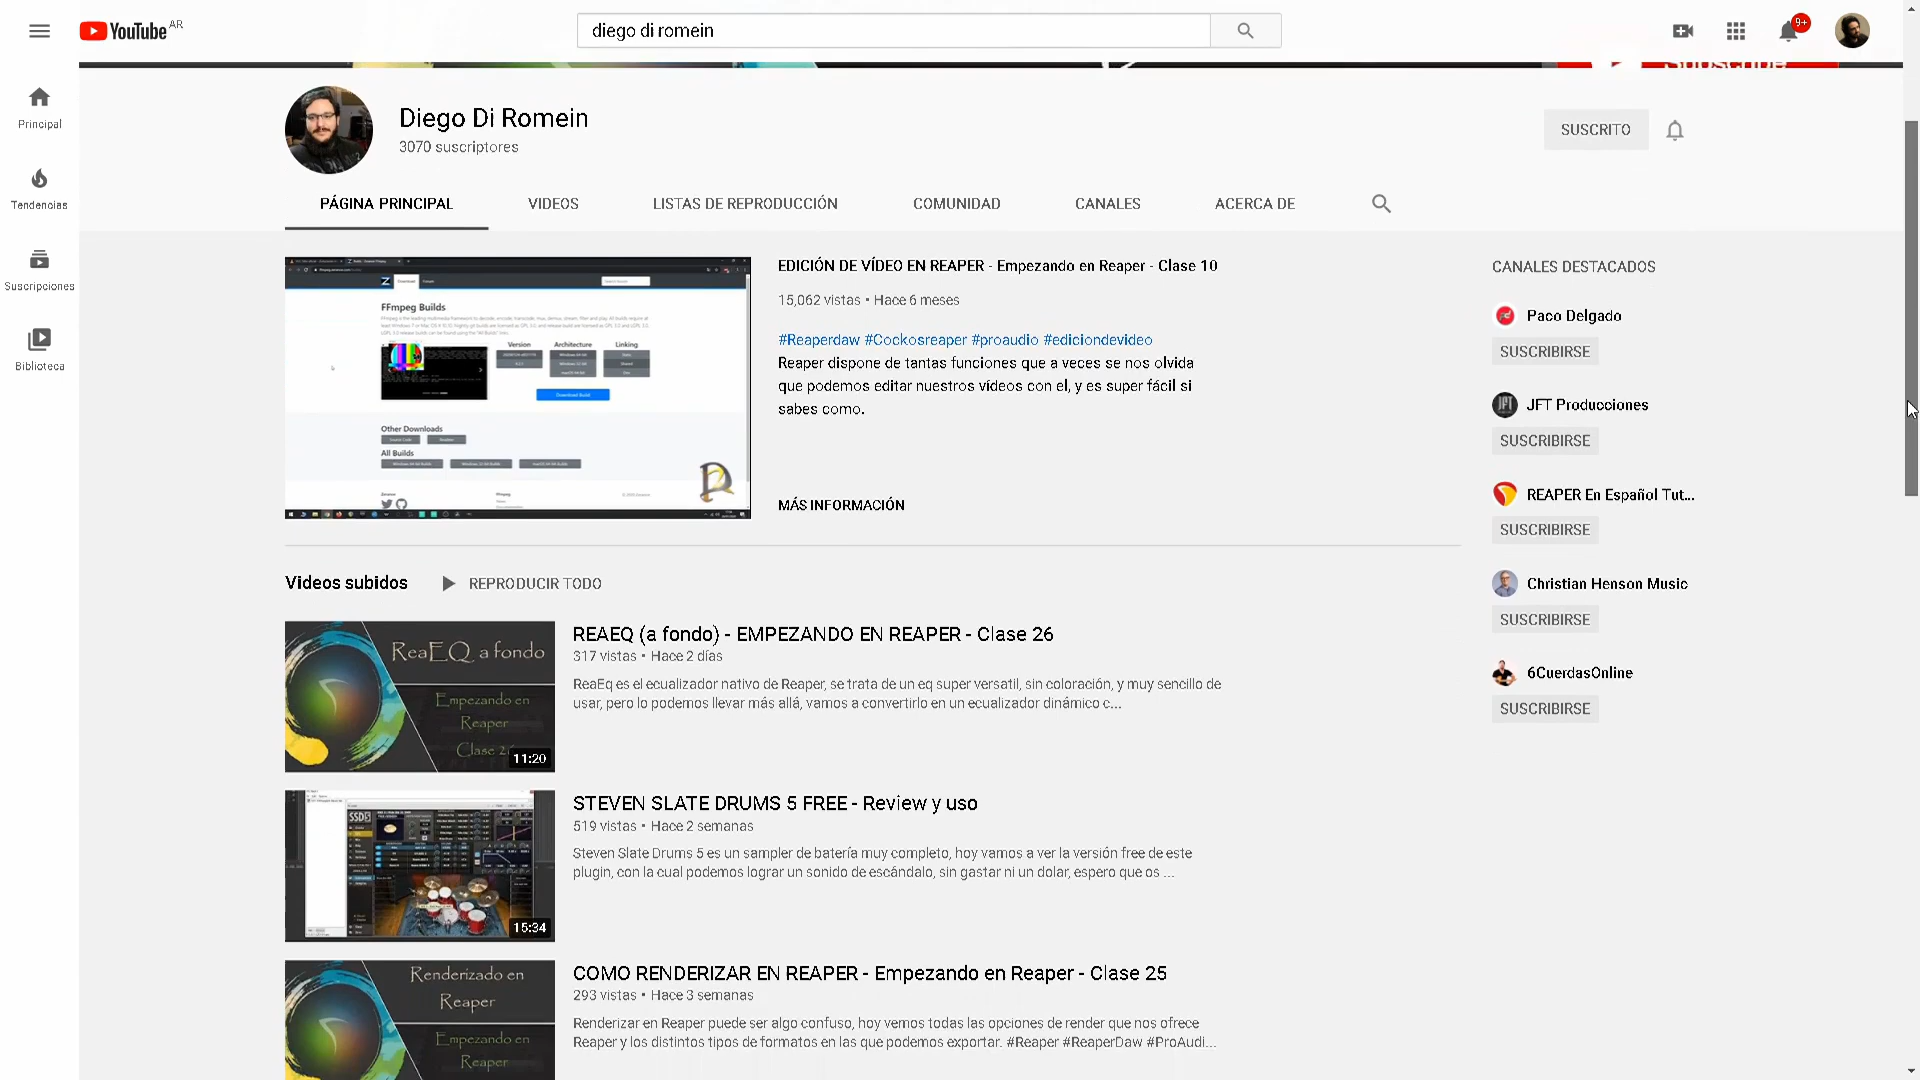 YouTube AR
diego di romein
9+
Principal
Tendencias
Suscripciones
Biblioteca
Diego Di Romein
3070 suscriptores
SUSCRITO
PÁGINA PRINCIPAL
VIDEOS
LISTAS DE REPRODUCCIÓN
COMUNIDAD
CANALES
ACERCA DE
FFmpeg Builds
Version
Architecture
Linking
Download Build
Other Downloads
All Builds
EDICIÓN DE VÍDEO EN REAPER - Empezando en Reaper - Clase 10
15,062 vistas • Hace 6 meses
#Reaperdaw #Cockosreaper #proaudio #ediciondevideo
Reaper dispone de tantas funciones que a veces se nos olvida
que podemos editar nuestros vídeos con el, y es super fácil si
sabes como.
MÁS INFORMACIÓN
CANALES DESTACADOS
Paco Delgado
SUSCRIBIRSE
JFT Producciones
SUSCRIBIRSE
REAPER En Español Tut...
SUSCRIBIRSE
Christian Henson Music
SUSCRIBIRSE
6CuerdasOnline
SUSCRIBIRSE
Videos subidos
REPRODUCIR TODO
ReaEQ a fondo
Empezando en
Reaper
Clase
11:20
REAEQ (a fondo) - EMPEZANDO EN REAPER - Clase 26
317 vistas • Hace 2 días
ReaEq es el ecualizador nativo de Reaper, se trata de un eq super versatil, sin coloración, y muy sencillo de
usar, pero lo podemos llevar más allá, vamos a convertirlo en un ecualizador dinámico c...
SSD5
15:34
STEVEN SLATE DRUMS 5 FREE - Review y uso
519 vistas • Hace 2 semanas
Steven Slate Drums 5 es un sampler de batería muy completo, hoy vamos a ver la versión free de este
plugin, con la cual podemos lograr un sonido de escándalo, sin gastar ni un dolar, espero que os ...
Renderizado en
Reaper
Empezando en
Reaper
COMO RENDERIZAR EN REAPER - Empezando en Reaper - Clase 25
293 vistas • Hace 3 semanas
Renderizar en Reaper puede ser algo confuso, hoy vemos todas las opciones de render que nos ofrece
Reaper y los distintos tipos de formatos en las que podemos exportar. #Reaper #ReaperDaw #ProAudi...